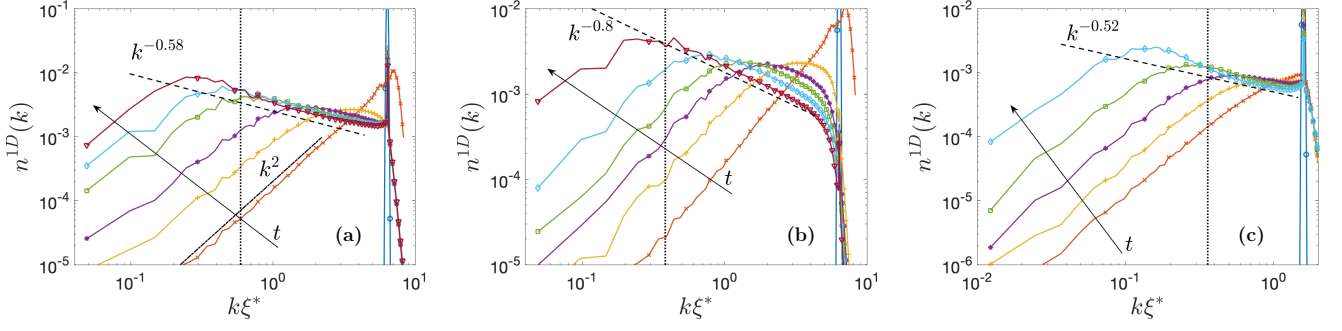 10^{-1}
10^{-2}
10^{-3}
10^{-4}
10^{-5}
n^{1D}(k)
k^{-0.58}
k^2
t
(a)
10^{-1} 10^0 10^1
kξ^*
10^{-2}
10^{-3}
10^{-4}
10^{-5}
n^{1D}(k)
k^{-0.8}
t
(b)
10^{-1} 10^0 10^1
kξ^*
10^{-2}
10^{-3}
10^{-4}
10^{-5}
10^{-6}
n^{1D}(k)
k^{-0.52}
t
(c)
10^{-2} 10^{-1} 10^0
kξ^*